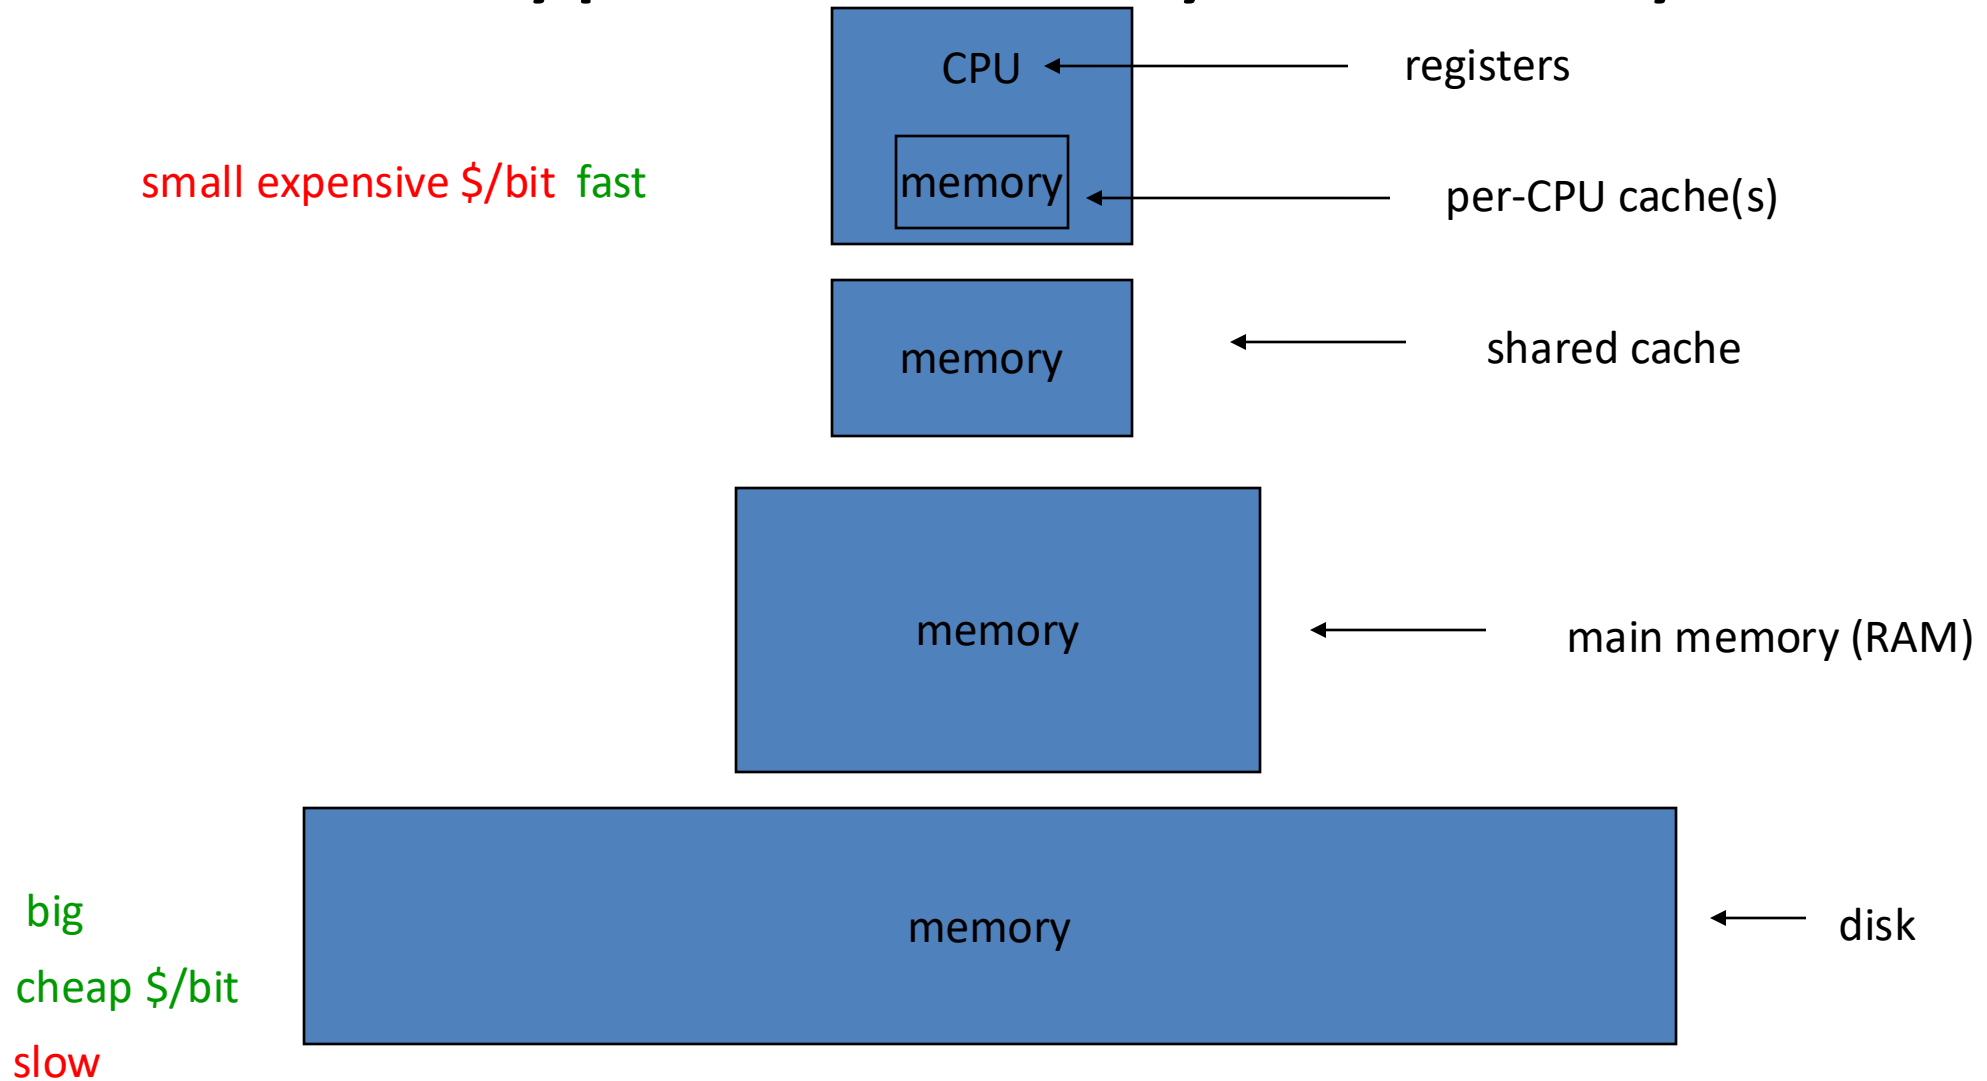 CPU
registers
small expensive $/bit fast
memory
per-CPU cache(s)
memory
shared cache
memory
main memory (RAM)
big
memory
disk
cheap $/bit
slow